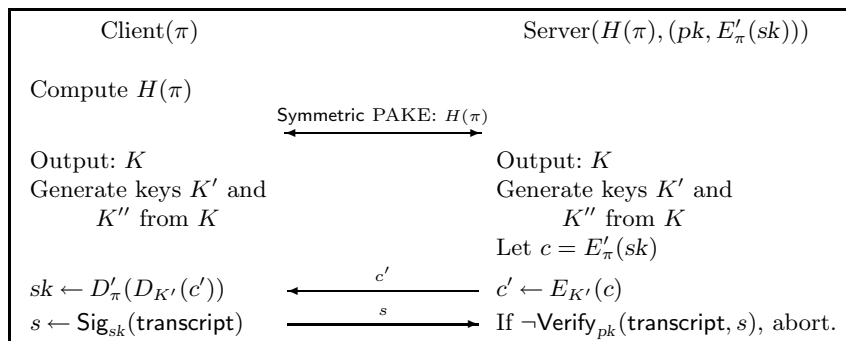 Client(π) Server(H(π), (pk, E′π(sk)))
Compute H(π)
Symmetric PAKE: H(π)
Output: K Output: K
Generate keys K′ and Generate keys K′ and
K″ from K K″ from K
Let c = E′π(sk)
sk ← D′π(DK′(c′)) c′ c′ ← EK′(c)
s ← Sigsk(transcript) s If ¬Verifypk(transcript, s), abort.